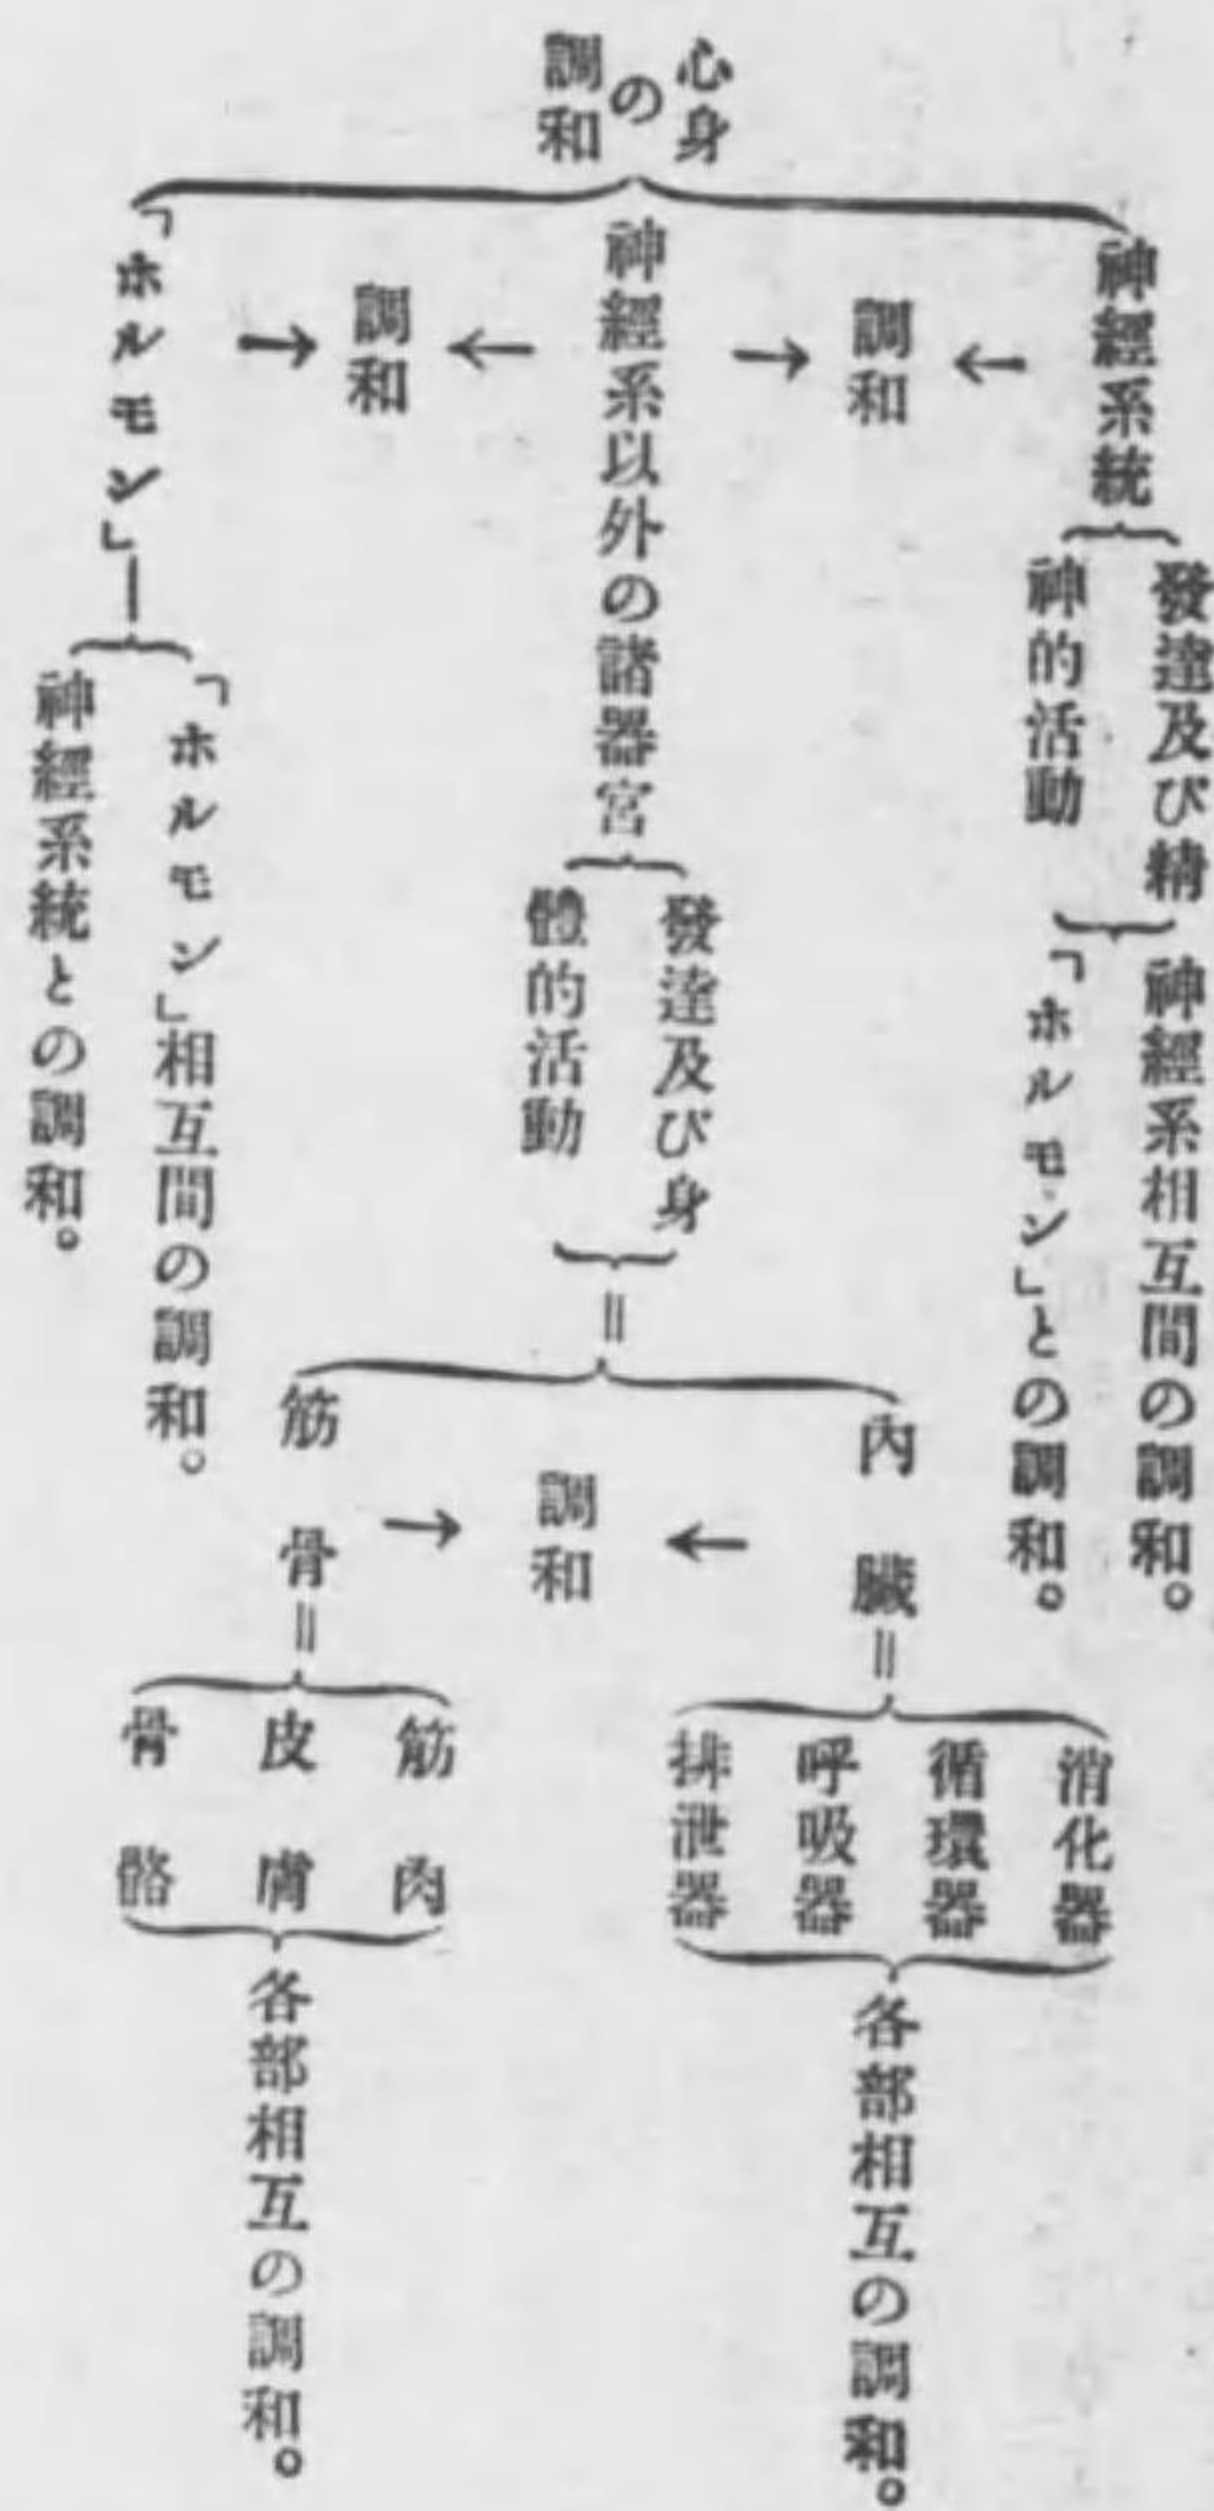 心身
の
調和
神經系統
發達及び精
神的活動
神經系相互間の調和。
「ホルモン」との調和。
→調和←
神經系以外の諸器宮
發達及び身
體的活動
＝
內臟＝
消化器
循環器
呼吸器
排泄器
各部相互の調和。
→調和←
筋骨＝
筋肉
皮膚
骨骼
各部相互の調和。
→調和←
「ホルモン」―
「ホルモン」相互間の調和。
神經系統との調和。